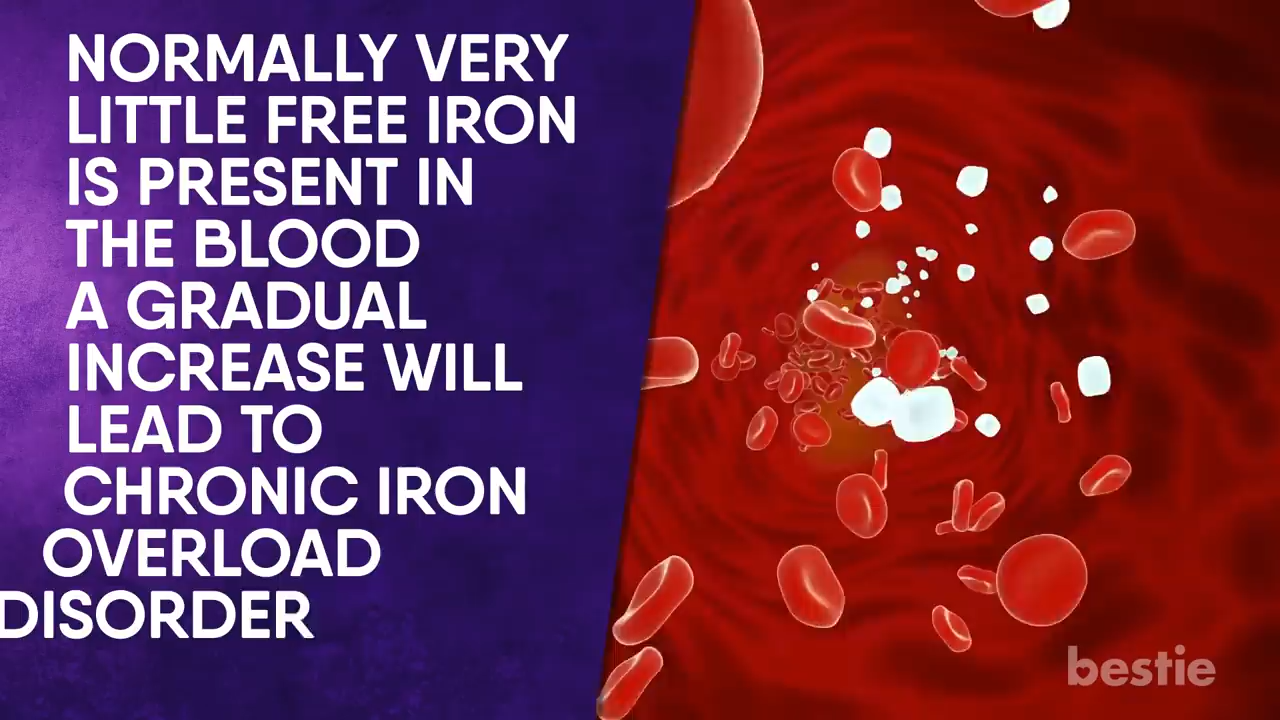 NORMALLY VERY
LITTLE FREE IRON
IS PRESENT IN
THE BLOOD
A GRADUAL
INCREASE WILL
LEAD TO
CHRONIC IRON
OVERLOAD
DISORDER
bestie